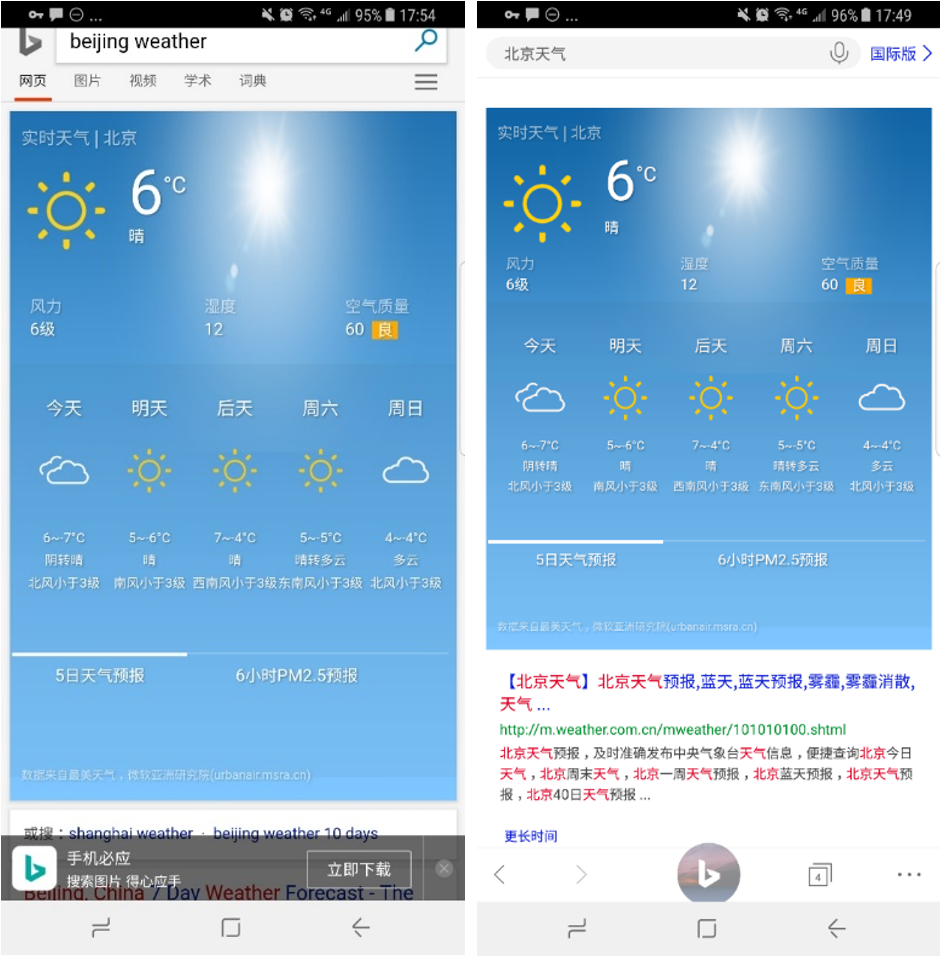 4G 95% 17:54
beijing weather
网页 图片 视频 学术 词典
实时天气 | 北京
6 °C
晴
风力 湿度 空气质量
6级 12 60 良
今天 明天 后天 周六 周日
6~-7°C 5~-6°C 7~-4°C 5~-5°C 4~-4°C
阴转晴 晴 晴 晴转多云 多云
北风小于3级 南风小于3级 西南风小于3级 东南风小于3级 北风小于3级
5日天气预报 6小时PM2.5预报
数据来自最美天气，微软亚洲研究院(urbanair.msra.cn)
或搜：shanghai weather · beijing weather 10 days
手机必应
搜索图片 得心应手
立即下载
Beijing, China 7 Day Weather Forecast - The
4G 96% 17:49
北京天气 国际版
实时天气 | 北京
6 °C
晴
风力 湿度 空气质量
6级 12 60 良
今天 明天 后天 周六 周日
6~-7°C 5~-6°C 7~-4°C 5~-5°C 4~-4°C
阴转晴 晴 晴 晴转多云 多云
北风小于3级 南风小于3级 西南风小于3级 东南风小于3级 北风小于3级
5日天气预报 6小时PM2.5预报
数据来自最美天气，微软亚洲研究院(urbanair.msra.cn)
【北京天气】北京天气预报,蓝天,蓝天预报,雾霾,雾霾消散,
天气 ...
http://m.weather.com.cn/mweather/101010100.shtml
北京天气预报，及时准确发布中央气象台天气信息，便捷查询北京今日
天气，北京周末天气，北京一周天气预报，北京蓝天预报，北京天气预
报，北京40日天气预报 ...
更长时间
4